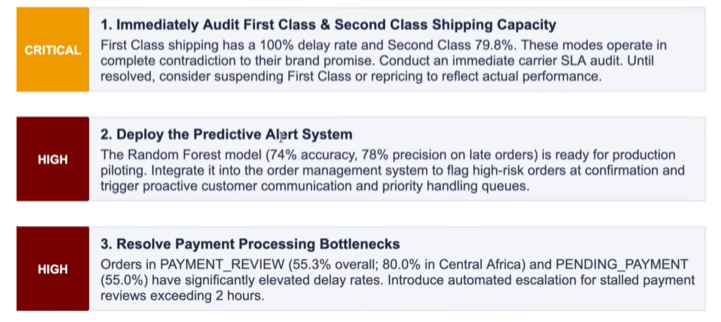 1. Immediately Audit First Class & Second Class Shipping Capacity
CRITICAL
First Class shipping has a 100% delay rate and Second Class 79.8%. These modes operate in
complete contradiction to their brand promise. Conduct an immediate carrier SLA audit. Until
resolved, consider suspending First Class or repricing to reflect actual performance.
2. Deploy the Predictive Alert System
HIGH
The Random Forest model (74% accuracy, 78% precision on late orders) is ready for production
piloting. Integrate it into the order management system to flag high-risk orders at confirmation and
trigger proactive customer communication and priority handling queues.
3. Resolve Payment Processing Bottlenecks
HIGH
Orders in PAYMENT_REVIEW (55.3% overall; 80.0% in Central Africa) and PENDING_PAYMENT
(55.0%) have significantly elevated delay rates. Introduce automated escalation for stalled payment
reviews exceeding 2 hours.